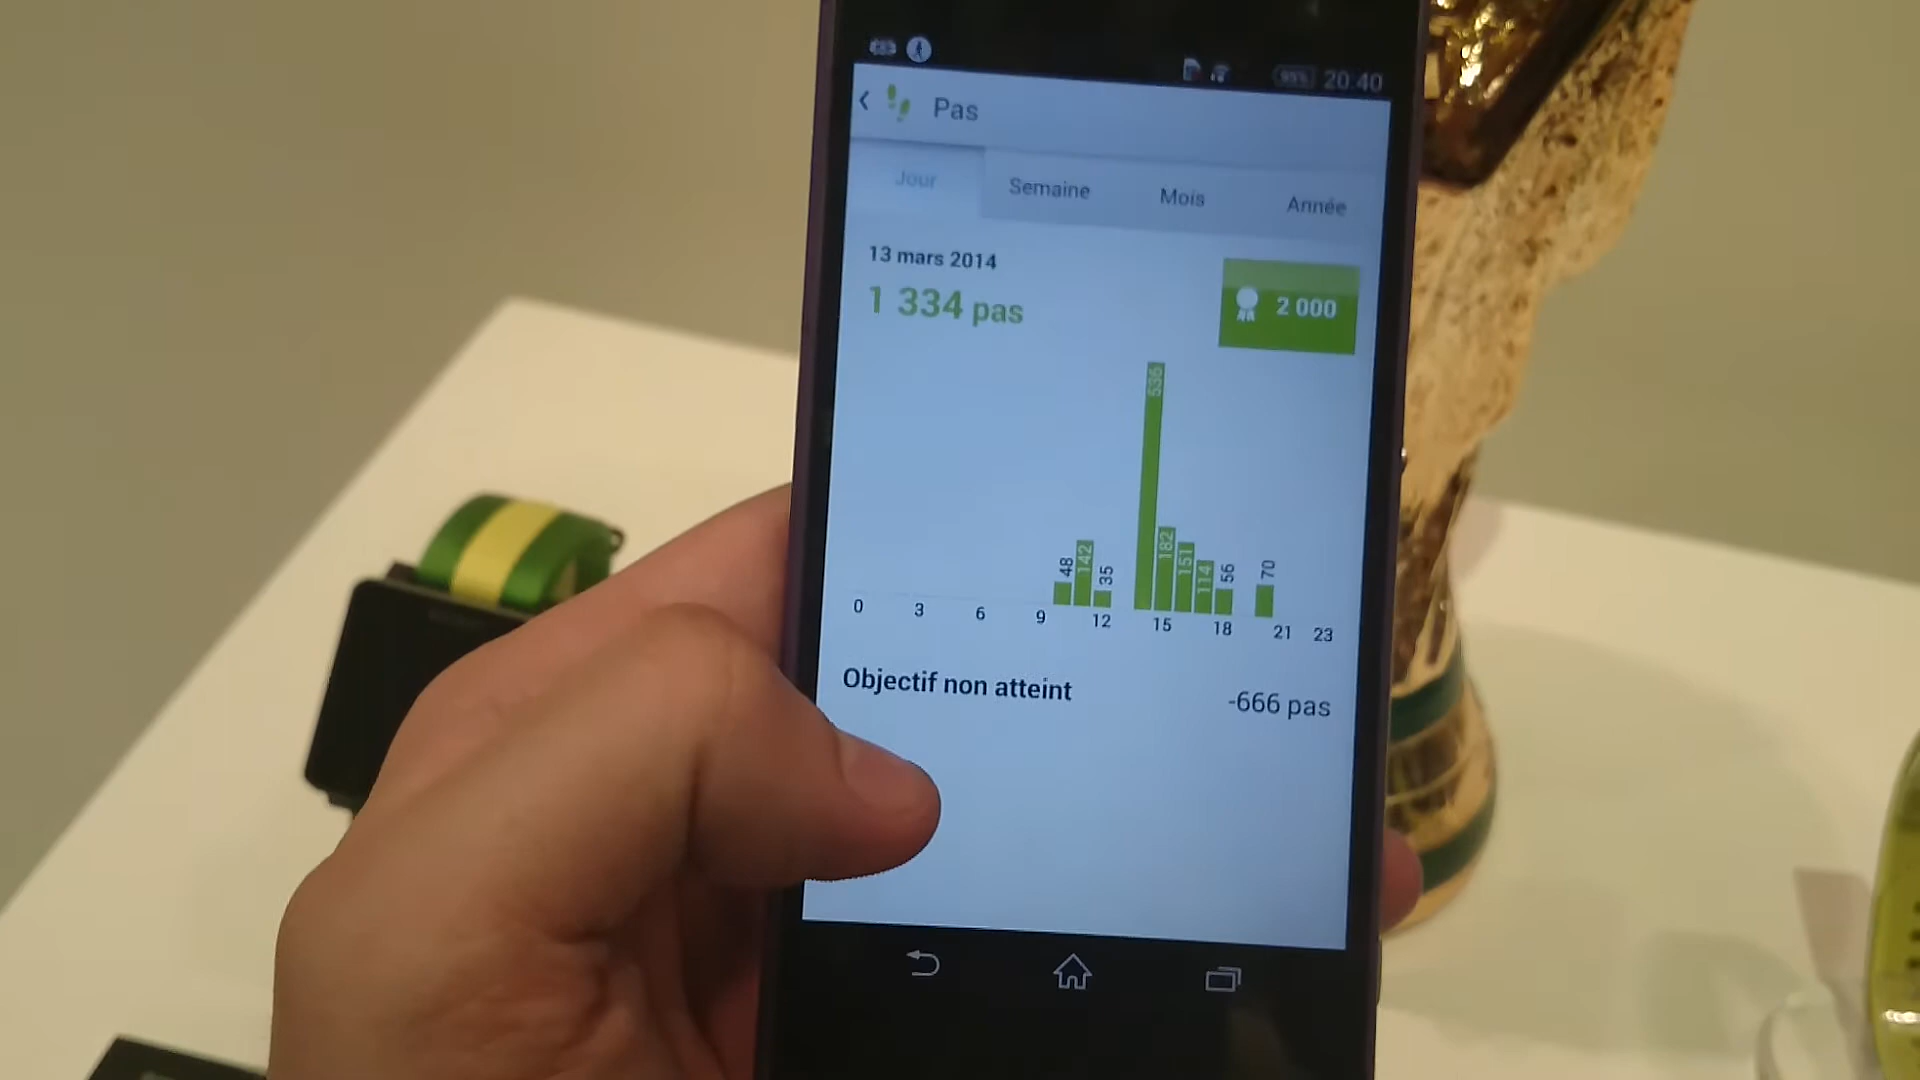 20:40
Pas
Jour Semaine Mois Année
13 mars 2014
1 334 pas
2 000
48 142 35 536 182 151 114 56 70
0 3 6 9 12 15 18 21 23
Objectif non atteint -666 pas